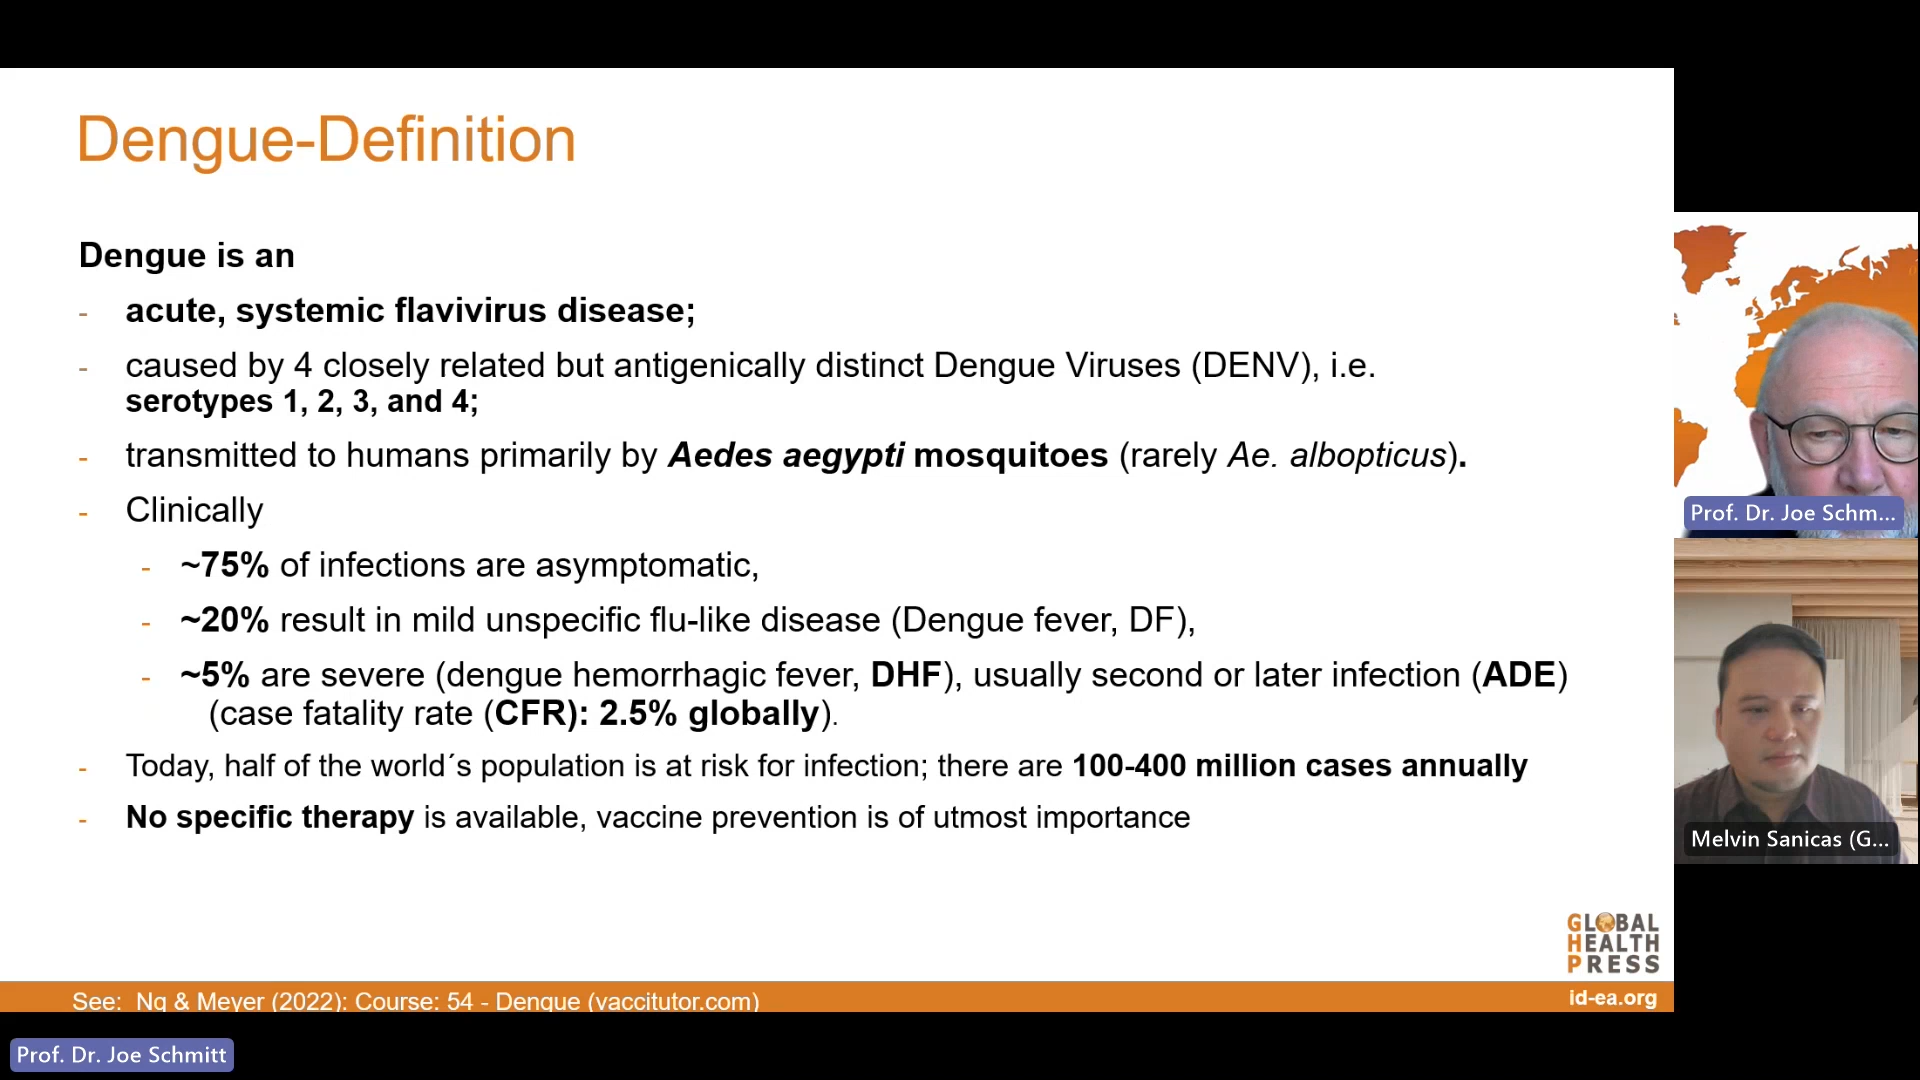 Dengue-Definition
Dengue is an
- acute, systemic flavivirus disease;
- caused by 4 closely related but antigenically distinct Dengue Viruses (DENV), i.e.
serotypes 1, 2, 3, and 4;
- transmitted to humans primarily by Aedes aegypti mosquitoes (rarely Ae. albopticus).
- Clinically
- ~75% of infections are asymptomatic,
- ~20% result in mild unspecific flu-like disease (Dengue fever, DF),
- ~5% are severe (dengue hemorrhagic fever, DHF), usually second or later infection (ADE)
(case fatality rate (CFR): 2.5% globally).
- Today, half of the world´s population is at risk for infection; there are 100-400 million cases annually
- No specific therapy is available, vaccine prevention is of utmost importance
GLOBAL
HEALTH
PRESS
See: Ng & Meyer (2022): Course: 54 - Dengue (vaccitutor.com)
id-ea.org
Prof. Dr. Joe Schm...
Melvin Sanicas (G...
Prof. Dr. Joe Schmitt